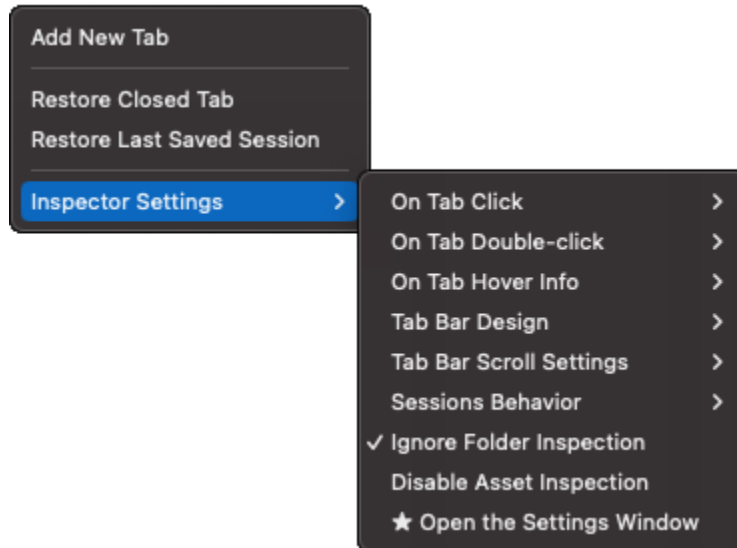 Add New Tab
Restore Closed Tab
Restore Last Saved Session
Inspector Settings
On Tab Click
On Tab Double-click
On Tab Hover Info
Tab Bar Design
Tab Bar Scroll Settings
Sessions Behavior
✓ Ignore Folder Inspection
Disable Asset Inspection
★ Open the Settings Window